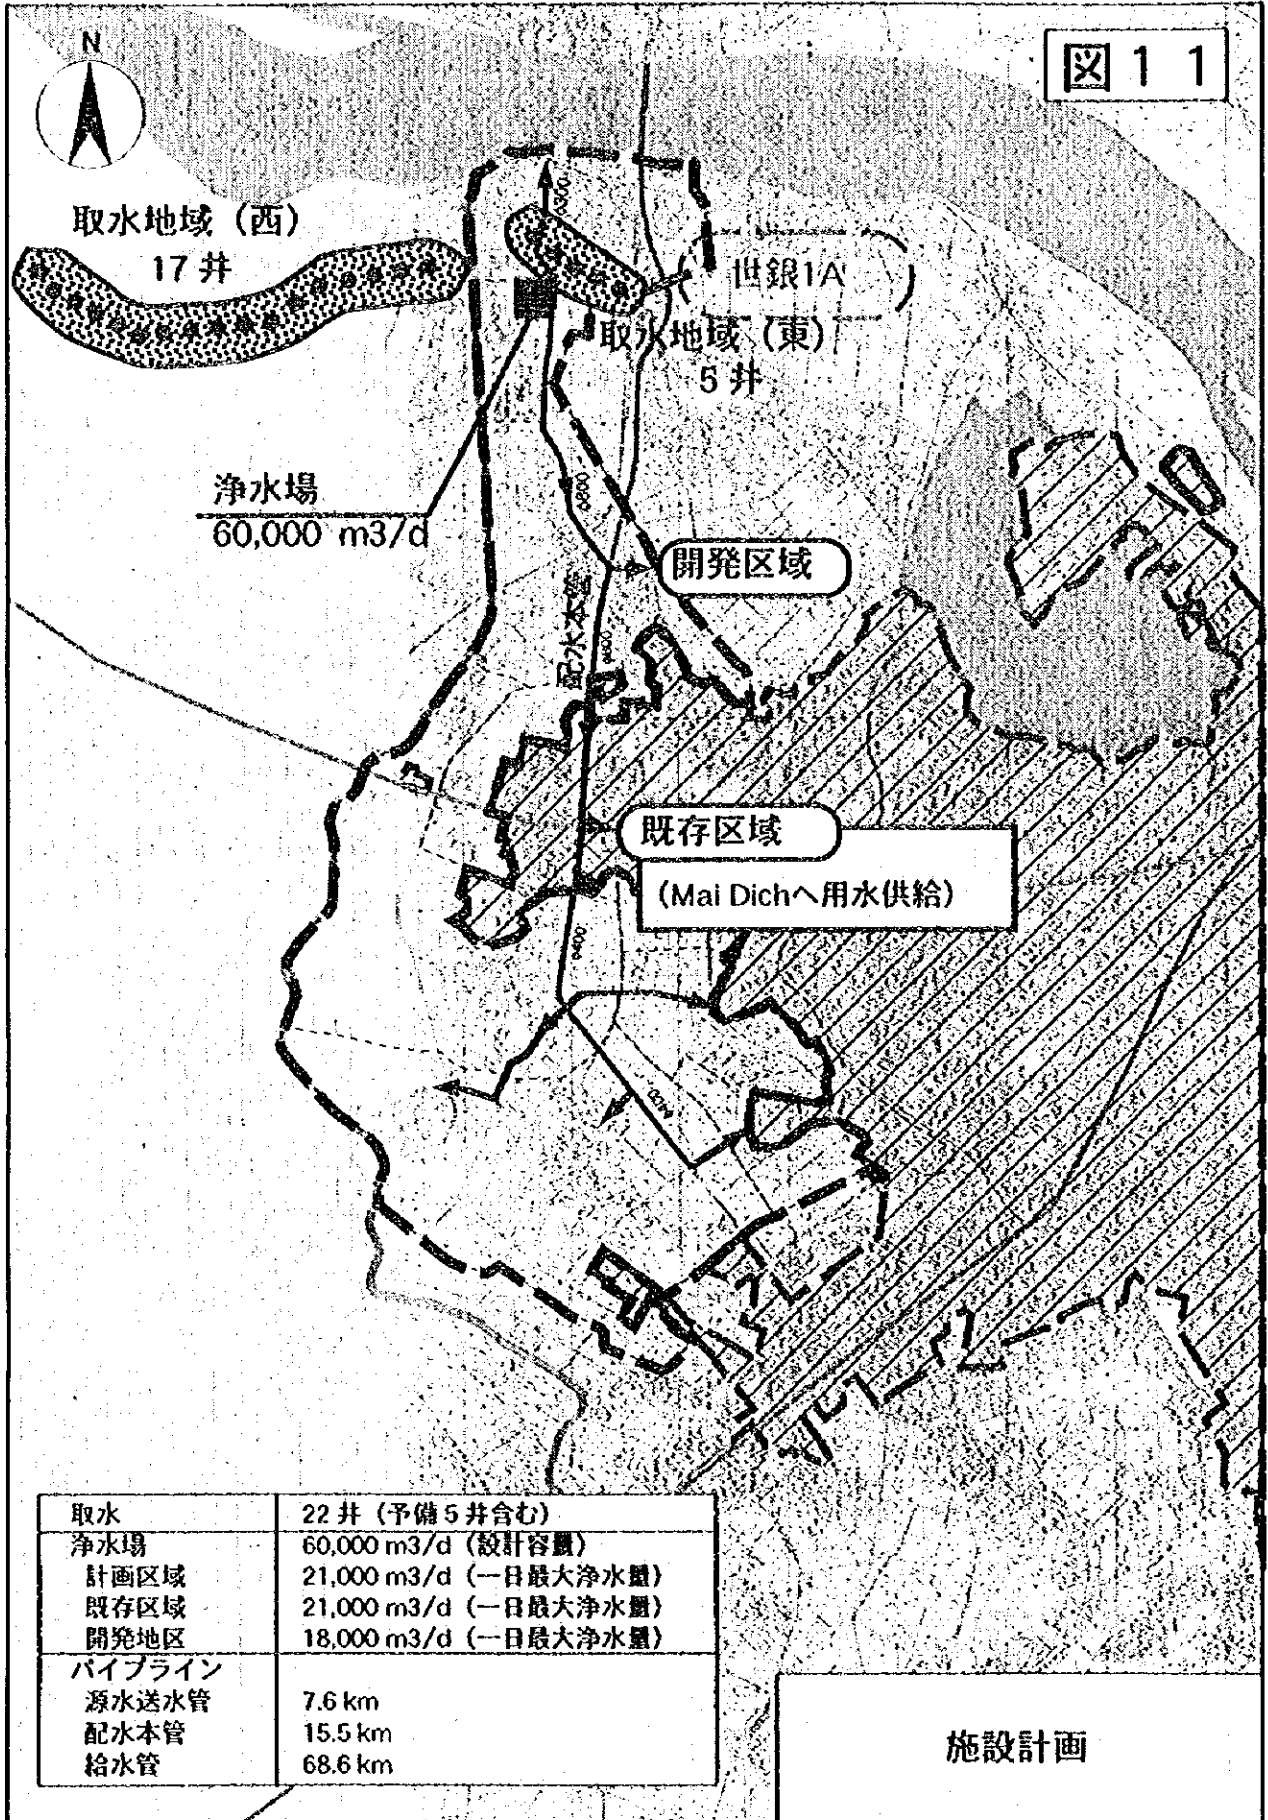 図11
N
取水地域（西）
17 井
世銀1A
取水地域（東）
5 井
浄水場
60,000 m3/d
開発区域
配水本管
既存区域
(Mai Dichへ用水供給)
取水 22 井（予備5井含む）
浄水場 60,000 m3/d（設計容量）
計画区域 21,000 m3/d（一日最大浄水量）
既存区域 21,000 m3/d（一日最大浄水量）
開発地区 18,000 m3/d（一日最大浄水量）
パイプライン
源水送水管 7.6 km
配水本管 15.5 km
給水管 68.6 km
施設計画